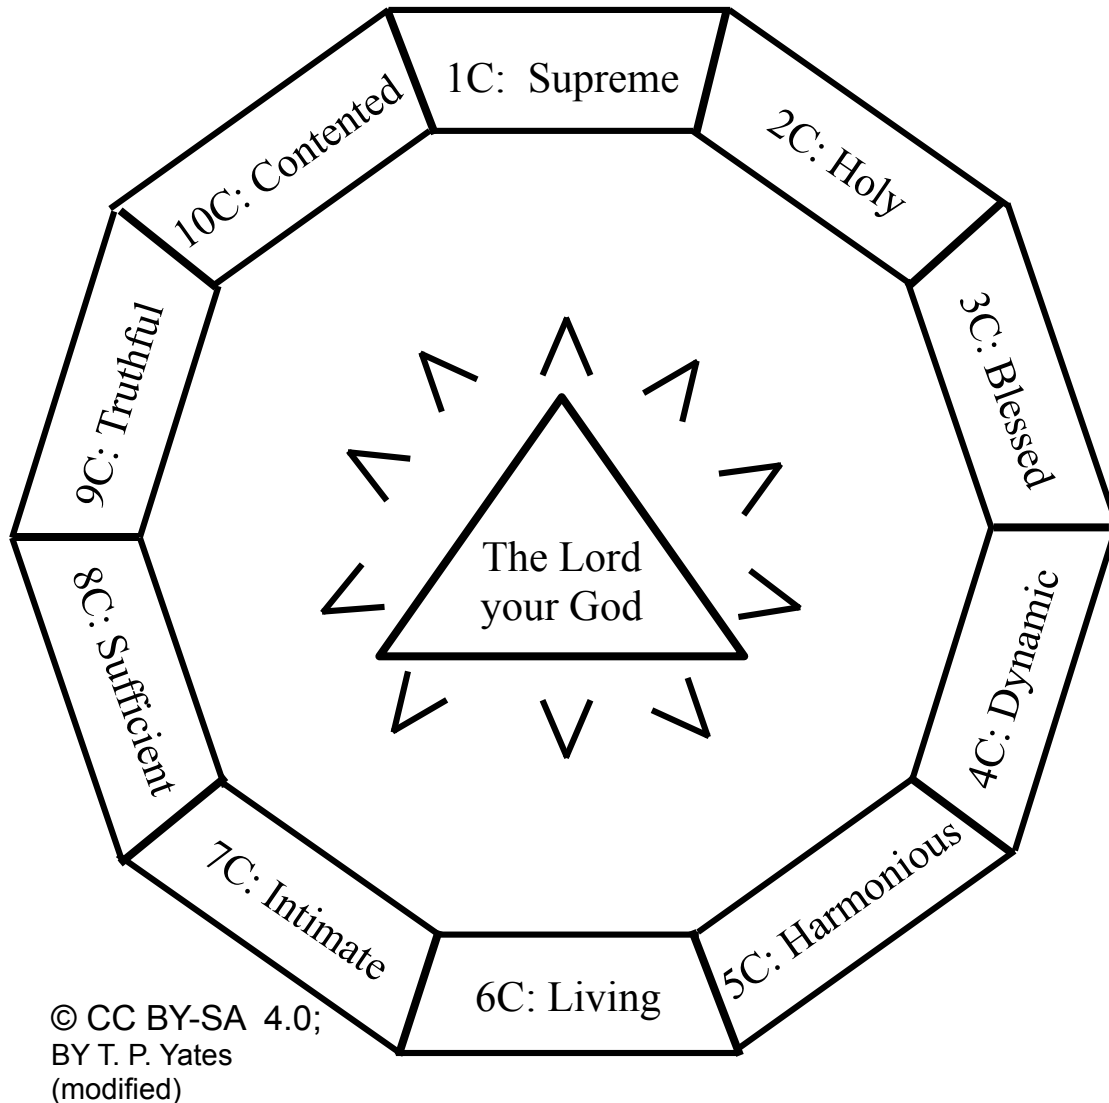 1C: Supreme
2C: Holy
3C: Blessed
4C: Dynamic
5C: Harmonious
6C: Living
7C: Intimate
8C: Sufficient
9C: Truthful
10C: Contented
The Lord
your God
© CC BY-SA 4.0;
BY T. P. Yates
(modified)